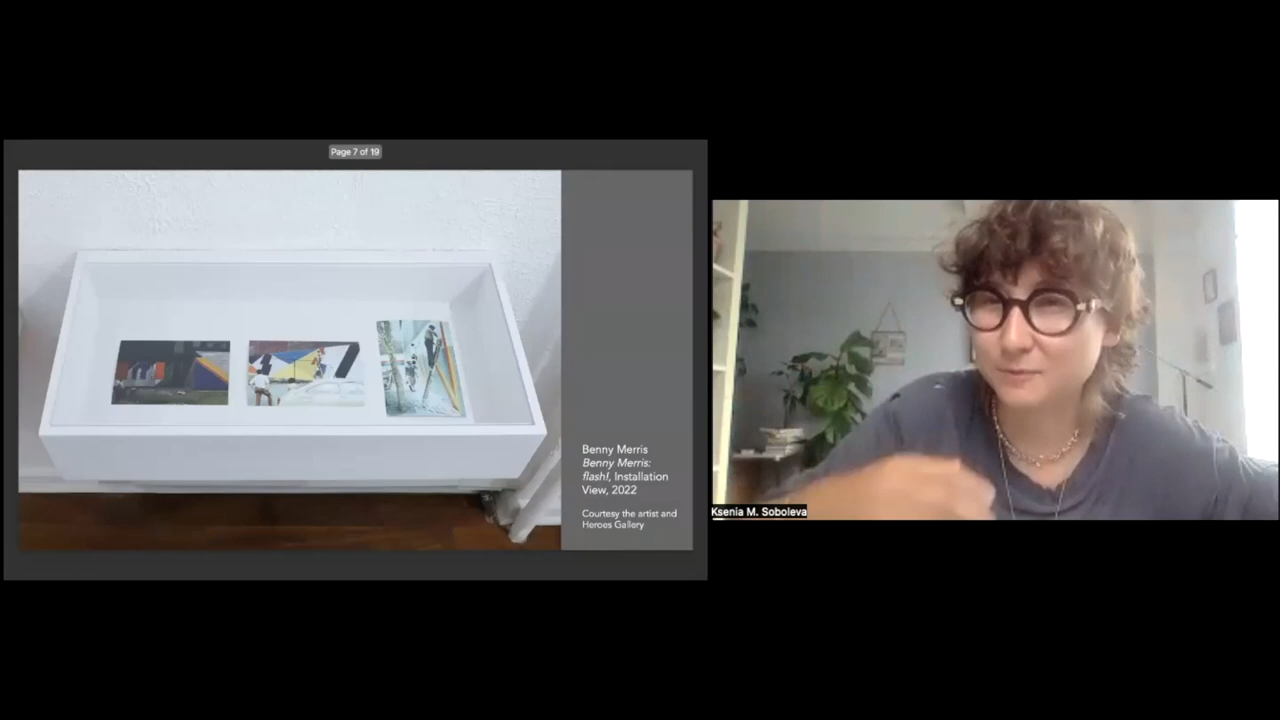 Page 7 of 19
Benny Merris
Benny Merris:
flash!, Installation
View, 2022
Courtesy the artist and
Heroes Gallery
Ksenia M. Soboleva